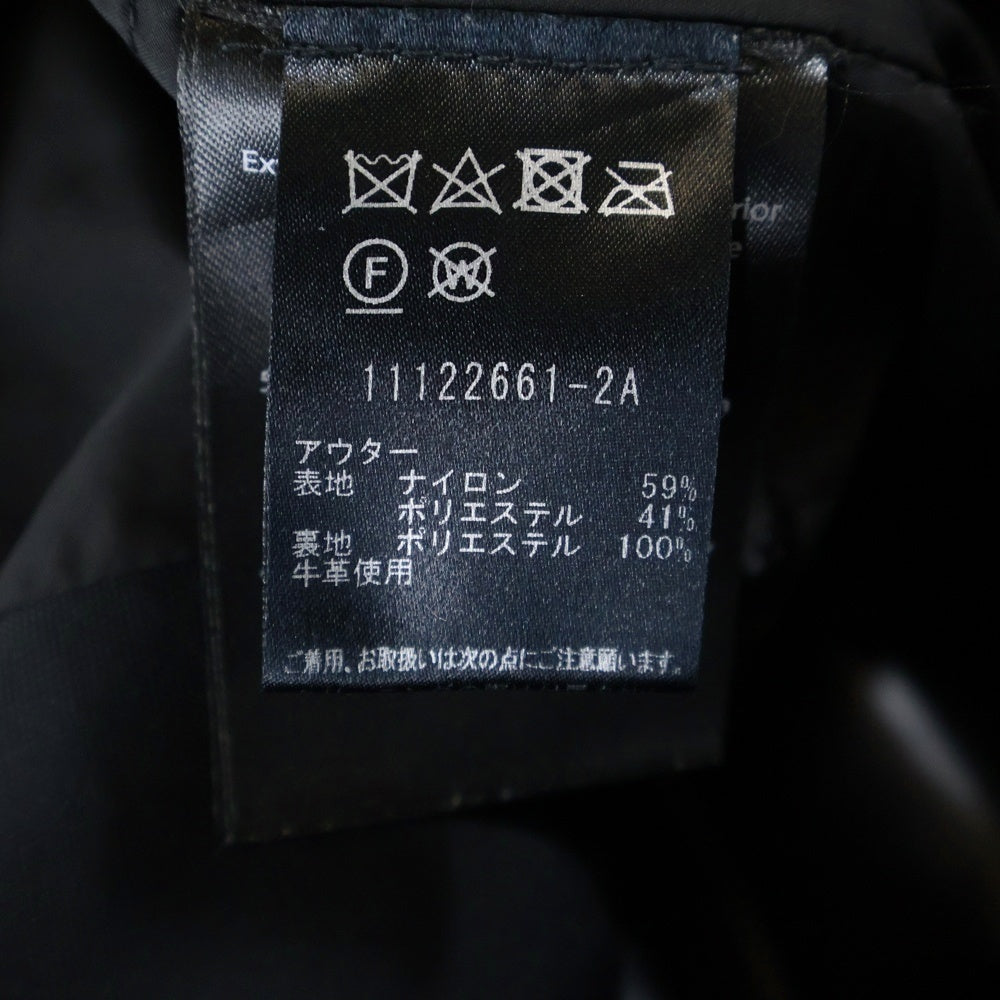 F W
11122661-2A
アウター
表地 ナイロン 59%
ポリエステル 41%
裏地 ポリエステル 100%
牛革使用
ご着用、お取扱いは次の点にご注意願います。